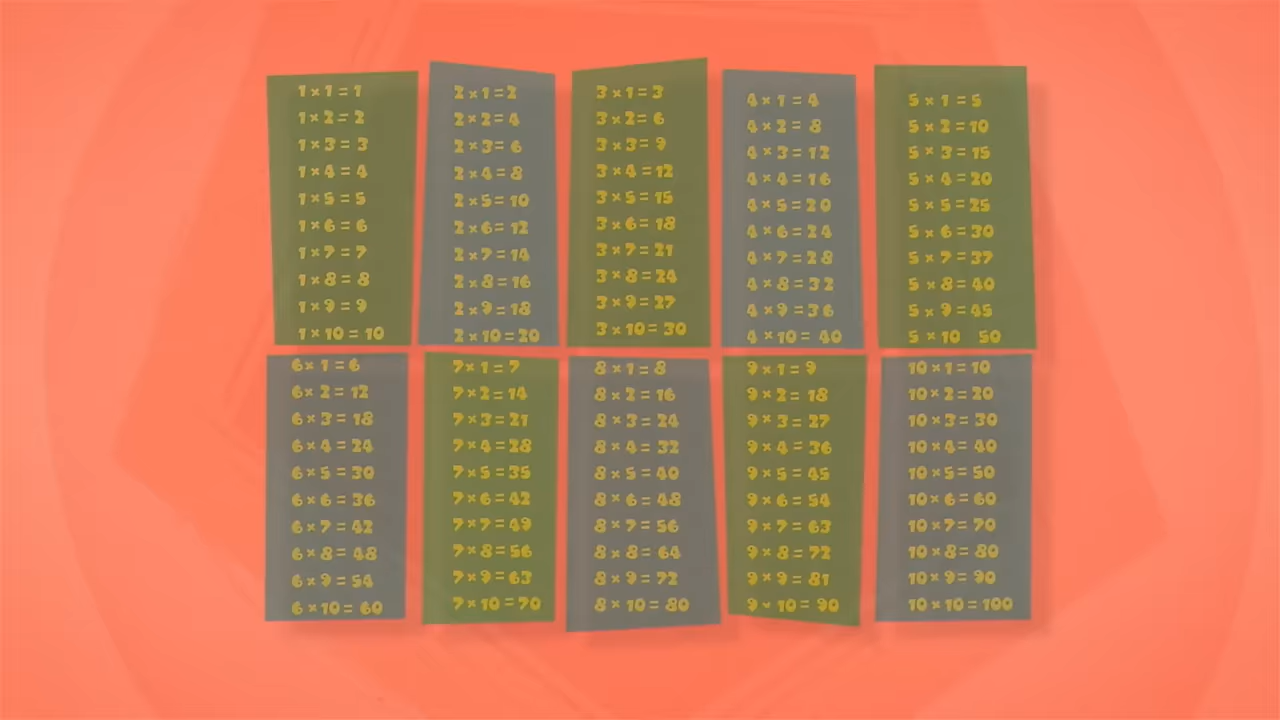 1 × 1 = 1
1 × 2 = 2
1 × 3 = 3
1 × 4 = 4
1 × 5 = 5
1 × 6 = 6
1 × 7 = 7
1 × 8 = 8
1 × 9 = 9
1 × 10 = 10
2 × 1 = 2
2 × 2 = 4
2 × 3 = 6
2 × 4 = 8
2 × 5 = 10
2 × 6 = 12
2 × 7 = 14
2 × 8 = 16
2 × 9 = 18
2 × 10 = 20
3 × 1 = 3
3 × 2 = 6
3 × 3 = 9
3 × 4 = 12
3 × 5 = 15
3 × 6 = 18
3 × 7 = 21
3 × 8 = 24
3 × 9 = 27
3 × 10 = 30
4 × 1 = 4
4 × 2 = 8
4 × 3 = 12
4 × 4 = 16
4 × 5 = 20
4 × 6 = 24
4 × 7 = 28
4 × 8 = 32
4 × 9 = 36
4 × 10 = 40
5 × 1 = 5
5 × 2 = 10
5 × 3 = 15
5 × 4 = 20
5 × 5 = 25
5 × 6 = 30
5 × 7 = 37
5 × 8 = 40
5 × 9 = 45
5 × 10 50
6 × 1 = 6
6 × 2 = 12
6 × 3 = 18
6 × 4 = 24
6 × 5 = 30
6 × 6 = 36
6 × 7 = 42
6 × 8 = 48
6 × 9 = 54
6 × 10 = 60
7 × 1 = 7
7 × 2 = 14
7 × 3 = 21
7 × 4 = 28
7 × 5 = 35
7 × 6 = 42
7 × 7 = 49
7 × 8 = 56
7 × 9 = 63
7 × 10 = 70
8 × 1 = 8
8 × 2 = 16
8 × 3 = 24
8 × 4 = 32
8 × 5 = 40
8 × 6 = 48
8 × 7 = 56
8 × 8 = 64
8 × 9 = 72
8 × 10 = 80
9 × 1 = 9
9 × 2 = 18
9 × 3 = 27
9 × 4 = 36
9 × 5 = 45
9 × 6 = 54
9 × 7 = 63
9 × 8 = 72
9 × 9 = 81
9 × 10 = 90
10 × 1 = 10
10 × 2 = 20
10 × 3 = 30
10 × 4 = 40
10 × 5 = 50
10 × 6 = 60
10 × 7 = 70
10 × 8 = 80
10 × 9 = 90
10 × 10 = 100